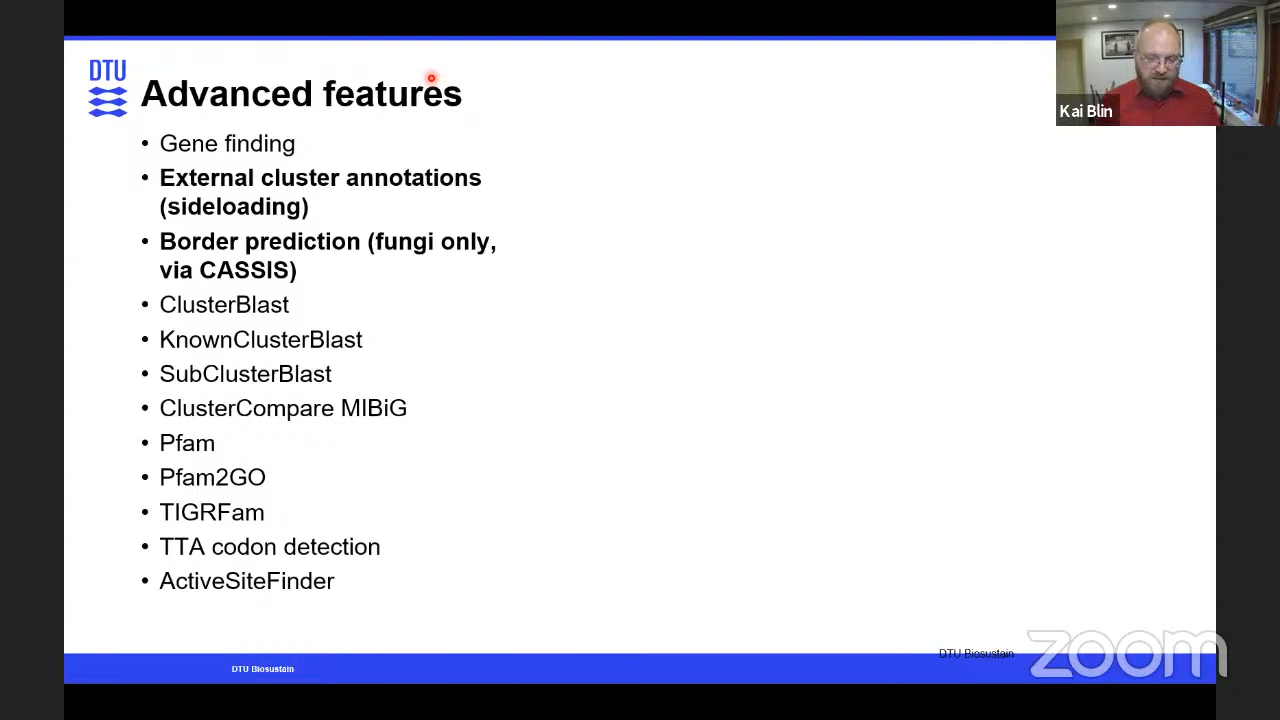 DTU
Advanced features
Kai Blin
• Gene finding
• External cluster annotations
(sideloading)
• Border prediction (fungi only,
via CASSIS)
• ClusterBlast
• KnownClusterBlast
• SubClusterBlast
• ClusterCompare MIBiG
• Pfam
• Pfam2GO
• TIGRFam
• TTA codon detection
• ActiveSiteFinder
DTU Biosustain
DTU Biosustain
zoom